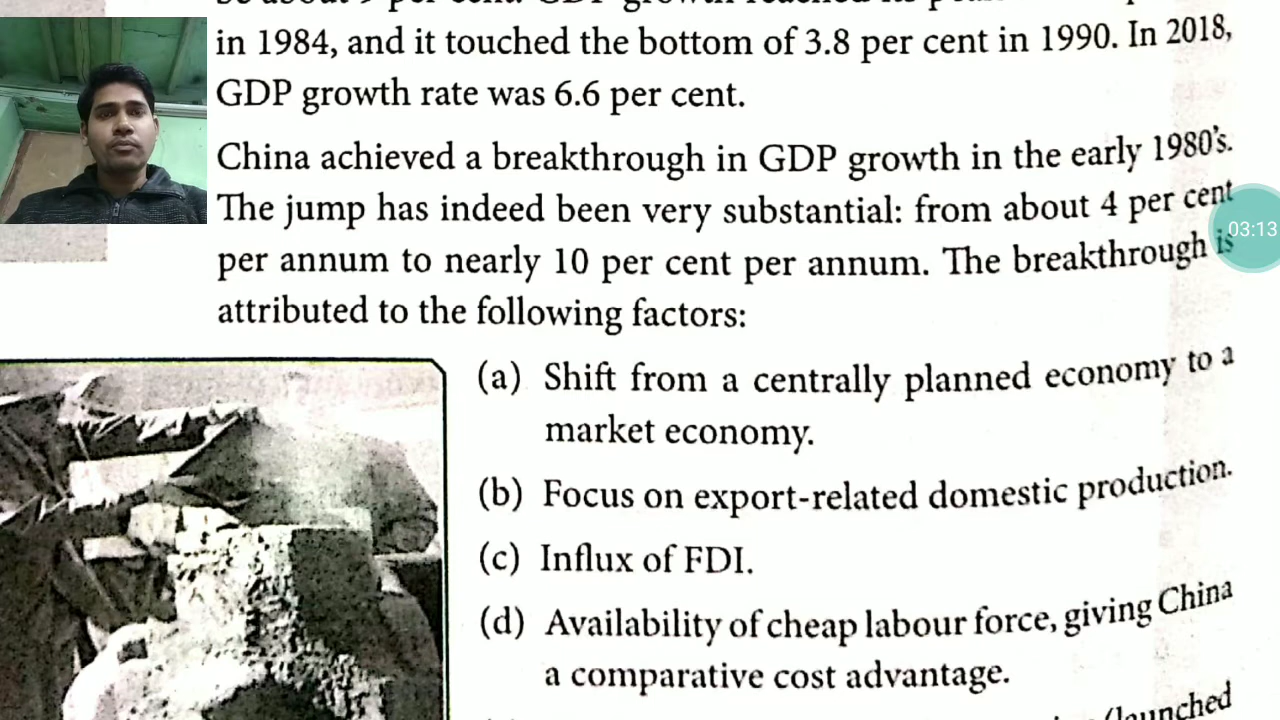 in 1984, and it touched the bottom of 3.8 per cent in 1990. In 2018,
GDP growth rate was 6.6 per cent.
China achieved a breakthrough in GDP growth in the early 1980's.
The jump has indeed been very substantial: from about 4 per cent
per annum to nearly 10 per cent per annum. The breakthrough is
attributed to the following factors:
(a) Shift from a centrally planned economy to a
market economy.
(b) Focus on export-related domestic production.
(c) Influx of FDI.
(d) Availability of cheap labour force, giving China
a comparative cost advantage.
(launched
03:13